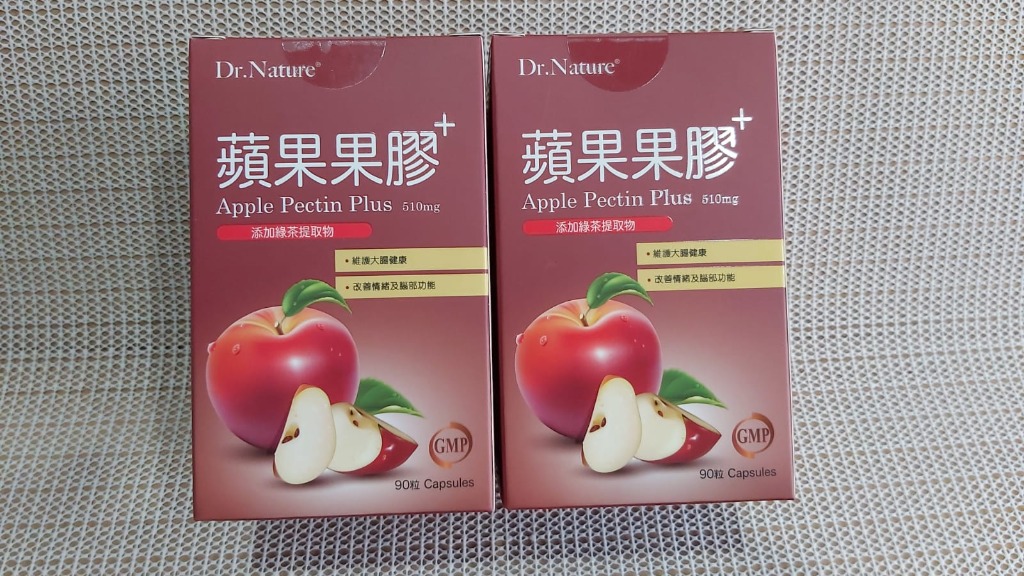 Dr.Nature®
蘋果果膠+
Apple Pectin Plus 510mg
添加綠茶提取物
• 維護大腸健康
• 改善情緒及腦部功能
GMP
90粒 Capsules
Dr.Nature®
蘋果果膠+
Apple Pectin Plus 510mg
添加綠茶提取物
• 維護大腸健康
• 改善情緒及腦部功能
GMP
90粒 Capsules